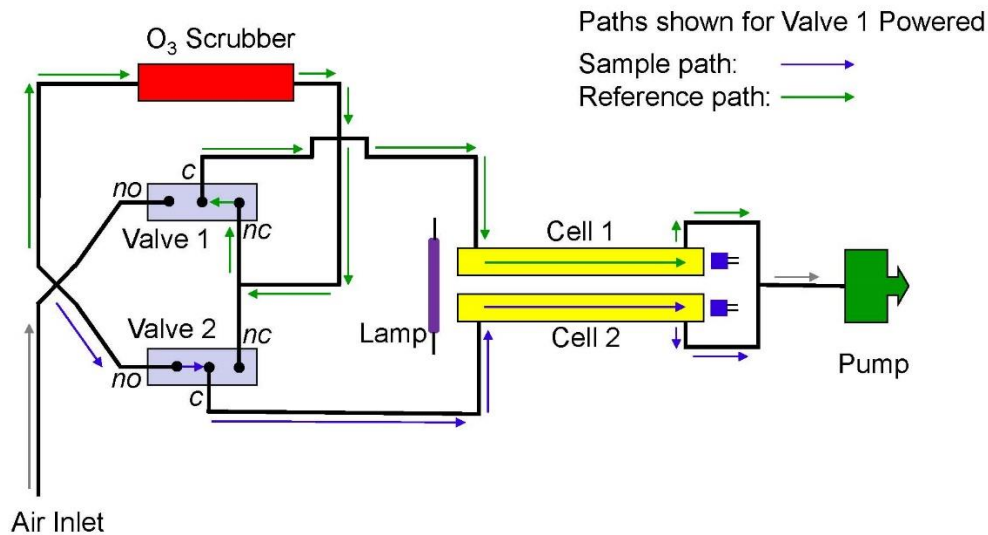 Paths shown for Valve 1 Powered
Sample path:
Reference path:
O₃ Scrubber
c
no
Valve 1
nc
Cell 1
Valve 2
nc
no
c
Lamp
Cell 2
Pump
Air Inlet